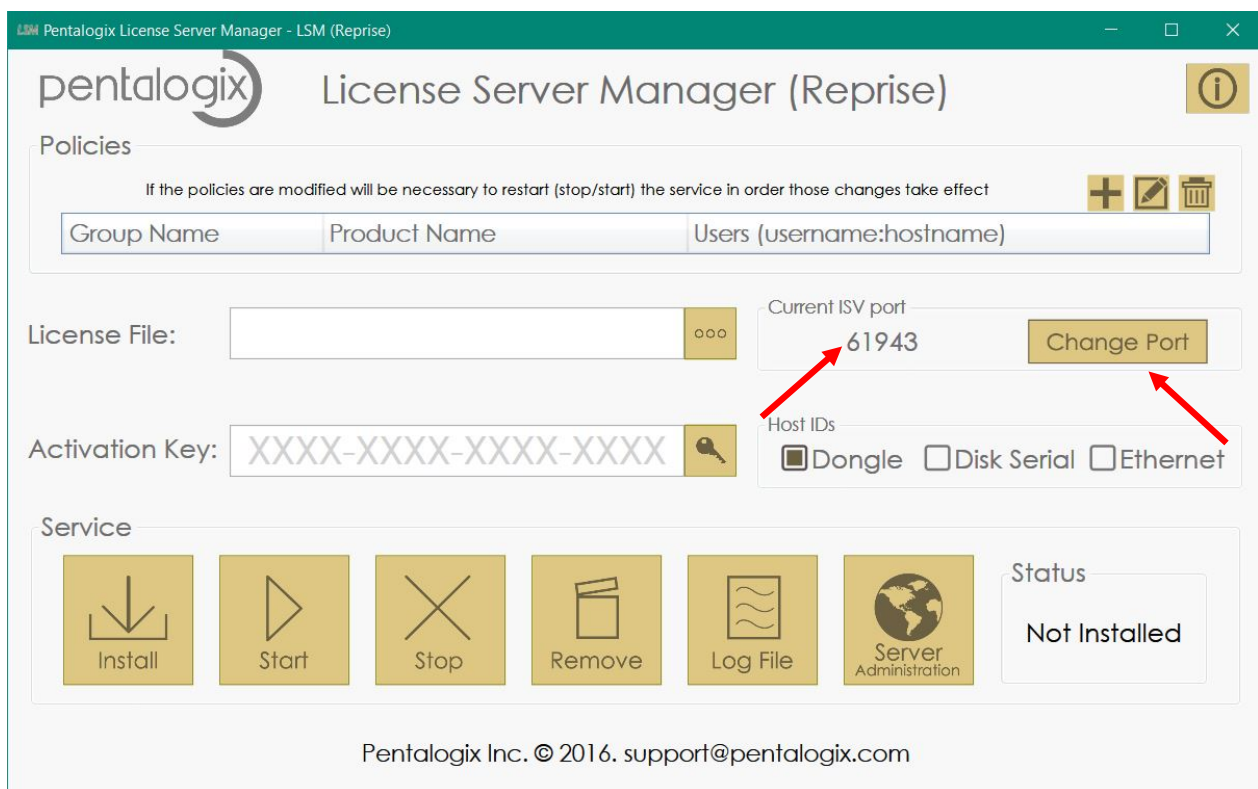 LSM Pentalogix License Server Manager - LSM (Reprise)
pentalogix License Server Manager (Reprise)
Policies
If the policies are modified will be necessary to restart (stop/start) the service in order those changes take effect
Group Name Product Name Users (username:hostname)
License File:
Current ISV port
61943 Change Port
Activation Key: XXXX-XXXX-XXXX-XXXX
Host IDs
Dongle Disk Serial Ethernet
Service
Install Start Stop Remove Log File Server Administration
Status
Not Installed
Pentalogix Inc. © 2016. support@pentalogix.com